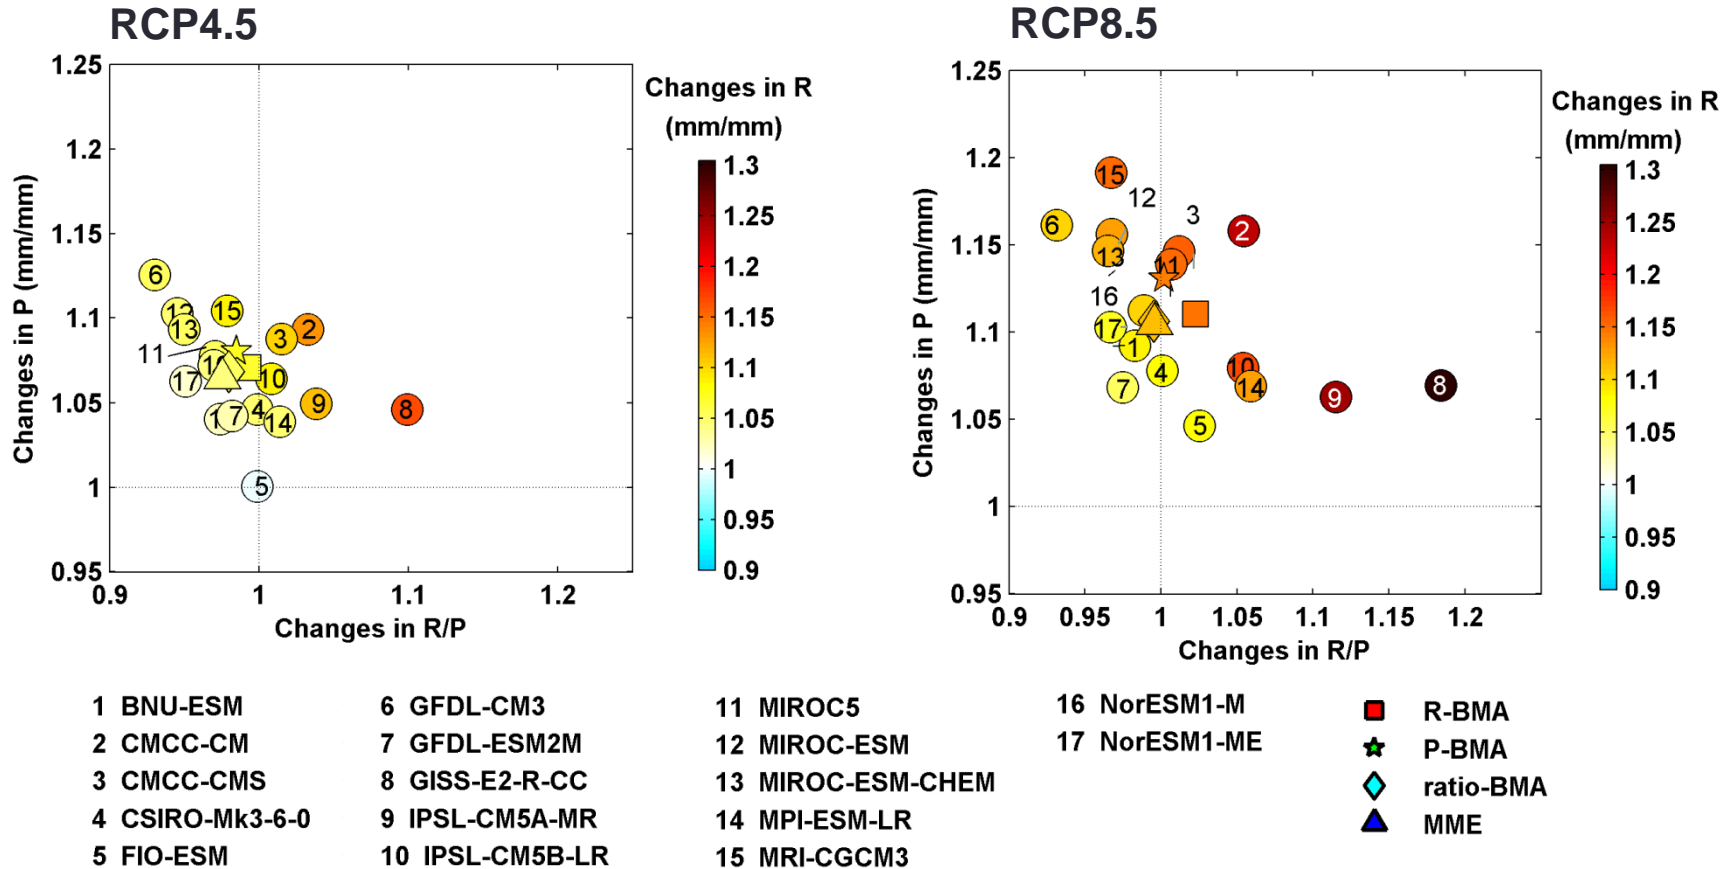 RCP4.5
RCP8.5
Changes in P (mm/mm)
1.25
1.2
1.15
1.1
1.05
1
0.95
0.9
1
1.1
1.2
Changes in R/P
6
12
13
15
2
3
11
16
17
10
1
7
4
14
9
8
5
Changes in R
(mm/mm)
1.3
1.25
1.2
1.15
1.1
1.05
1
0.95
0.9
Changes in P (mm/mm)
1.25
1.2
1.15
1.1
1.05
1
0.95
0.9
0.95
1
1.05
1.1
1.15
1.2
Changes in R/P
15
12
3
6
2
13
11
16
17
1
4
7
10
14
9
8
5
Changes in R
(mm/mm)
1.3
1.25
1.2
1.15
1.1
1.05
1
0.95
0.9
1 BNU-ESM
2 CMCC-CM
3 CMCC-CMS
4 CSIRO-Mk3-6-0
5 FIO-ESM
6 GFDL-CM3
7 GFDL-ESM2M
8 GISS-E2-R-CC
9 IPSL-CM5A-MR
10 IPSL-CM5B-LR
11 MIROC5
12 MIROC-ESM
13 MIROC-ESM-CHEM
14 MPI-ESM-LR
15 MRI-CGCM3
16 NorESM1-M
17 NorESM1-ME
R-BMA
P-BMA
ratio-BMA
MME